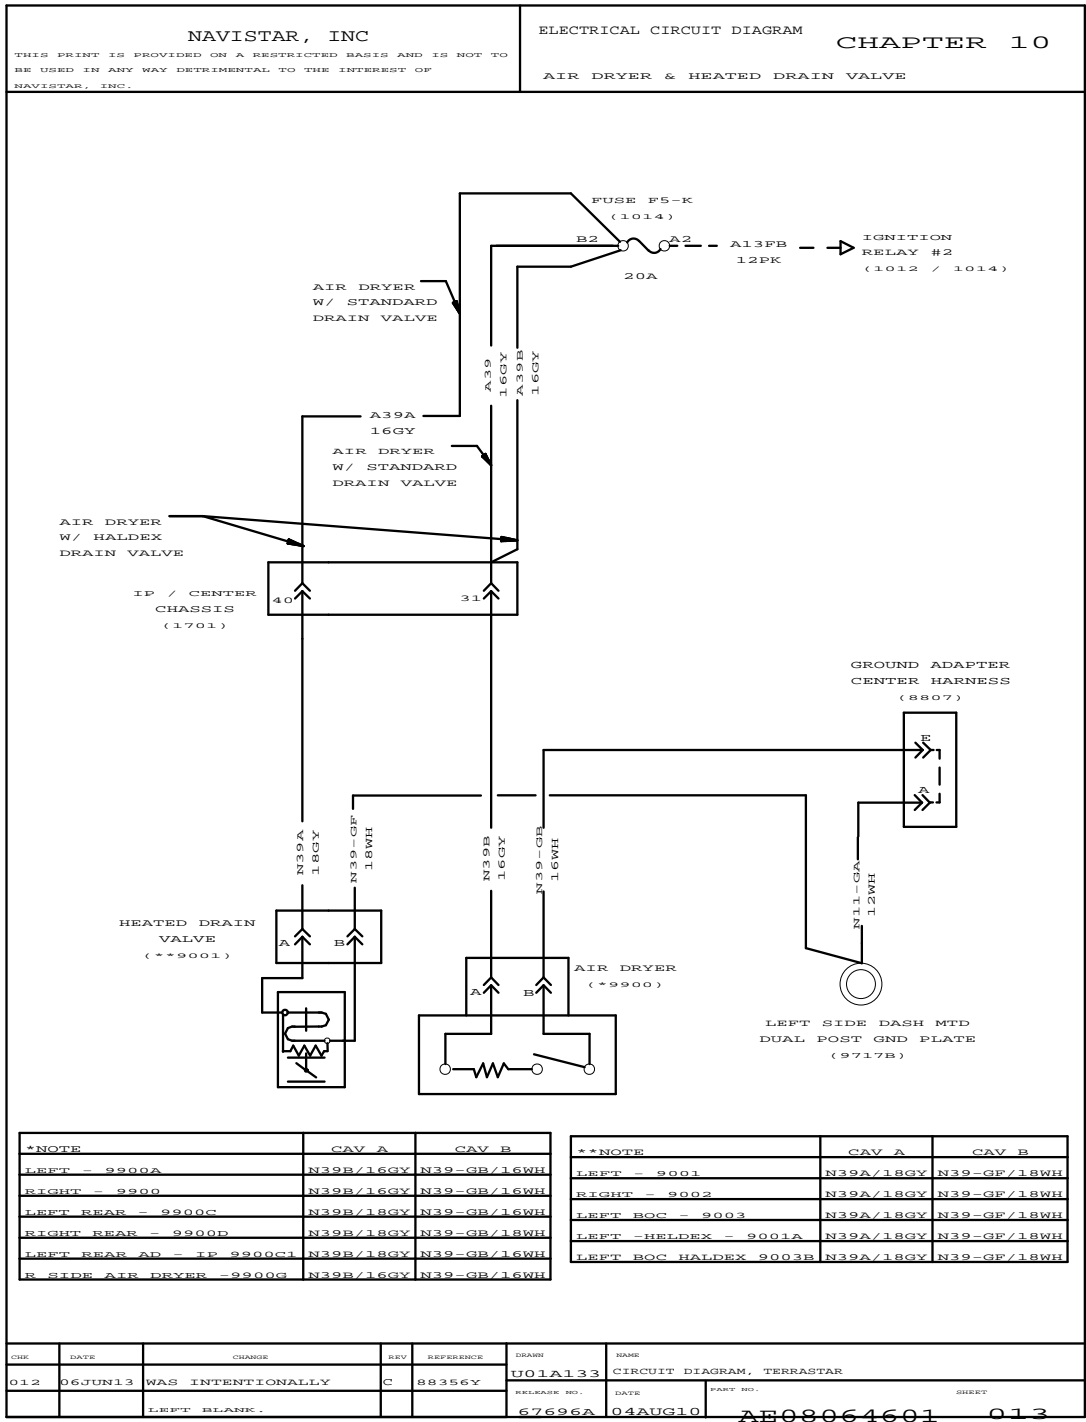 NAVISTAR, INC
THIS PRINT IS PROVIDED ON A RESTRICTED BASIS AND IS NOT TO
BE USED IN ANY WAY DETRIMENTAL TO THE INTEREST OF
NAVISTAR, INC.
ELECTRICAL CIRCUIT DIAGRAM
CHAPTER 10
AIR DRYER & HEATED DRAIN VALVE
FUSE F5-K
(1014)
B2
A2
20A
A13FB
12PK
IGNITION
RELAY #2
(1012 / 1014)
AIR DRYER
W/ STANDARD
DRAIN VALVE
A39
16GY
A39B
16GY
A39A
16GY
AIR DRYER
W/ STANDARD
DRAIN VALVE
AIR DRYER
W/ HALDEX
DRAIN VALVE
IP / CENTER
CHASSIS
(1701)
40
31
GROUND ADAPTER
CENTER HARNESS
(8807)
E
A
N39A
18GY
N39-GF
18WH
N39B
16GY
N39-GB
16WH
N11-GA
12WH
HEATED DRAIN
VALVE
(**9001)
A
B
AIR DRYER
(*9900)
A
B
LEFT SIDE DASH MTD
DUAL POST GND PLATE
(9717B)
*NOTE CAV A CAV B
LEFT - 9900A N39B/16GY N39-GB/16WH
RIGHT - 9900 N39B/16GY N39-GB/16WH
LEFT REAR - 9900C N39B/18GY N39-GB/16WH
RIGHT REAR - 9900D N39B/18GY N39-GB/18WH
LEFT REAR AD - IP 9900C1 N39B/18GY N39-GB/16WH
R SIDE AIR DRYER -9900G N39B/16GY N39-GB/16WH
**NOTE CAV A CAV B
LEFT - 9001 N39A/18GY N39-GF/18WH
RIGHT - 9002 N39A/18GY N39-GF/18WH
LEFT BOC - 9003 N39A/18GY N39-GF/18WH
LEFT -HELDEX - 9001A N39A/18GY N39-GF/18WH
LEFT BOC HALDEX 9003B N39A/18GY N39-GF/18WH
CHK DATE CHANGE REV REFERENCE
012 06JUN13 WAS INTENTIONALLY C 88356Y
LEFT BLANK.
DRAWN
U01A133
NAME
CIRCUIT DIAGRAM, TERRASTAR
RELEASE NO.
67696A
DATE
04AUG10
PART NO.
AE08064601
SHEET
013